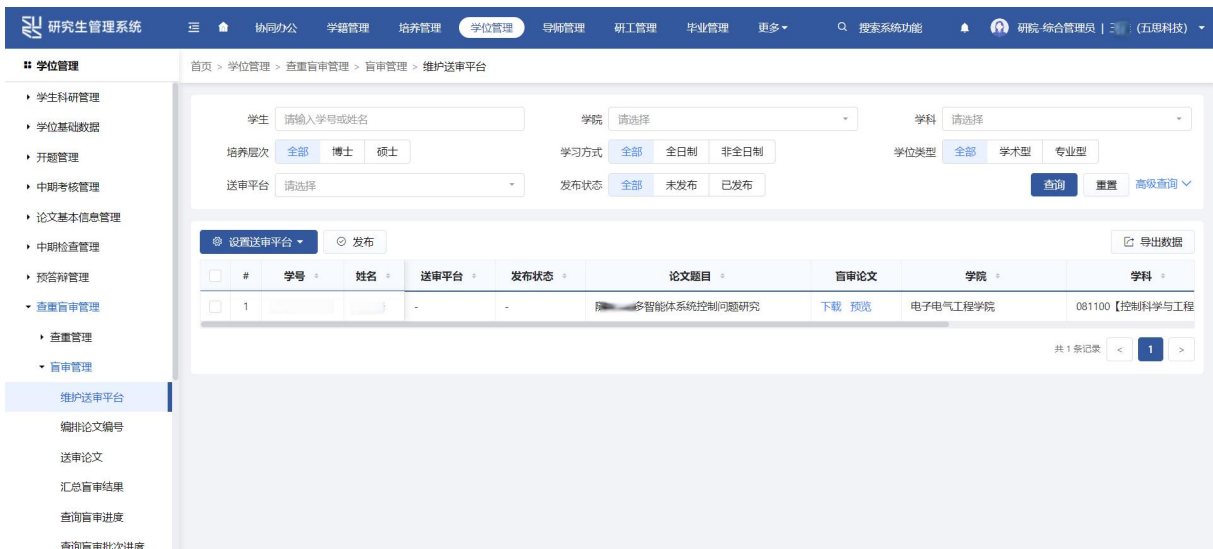 研究生管理系统 协同办公 学籍管理 培养管理 学位管理 导师管理 研工管理 毕业管理 更多 搜索系统功能 研院-综合管理员 | (五思科技)
学位管理 首页 > 学位管理 > 查重盲审管理 > 盲审管理 > 维护送审平台
学生科研管理
学位基础数据
开题管理
中期考核管理
论文基本信息管理
中期检查管理
预答辩管理
查重盲审管理
查重管理
盲审管理
维护送审平台
编排论文编号
送审论文
汇总盲审结果
查询盲审进度
查询盲审批次进度
学生 请输入学号或姓名 学院 请选择 学科 请选择
培养层次 全部 博士 硕士 学习方式 全部 全日制 非全日制 学位类型 全部 学术型 专业型
送审平台 请选择 发布状态 全部 未发布 已发布 查询 重置 高级查询
设置送审平台 发布 导出数据
# 学号 姓名 送审平台 发布状态 论文题目 盲审论文 学院 学科
1 - - 多智能体系统控制问题研究 下载 预览 电子电气工程学院 081100【控制科学与工程
共 1 条记录 < 1 >